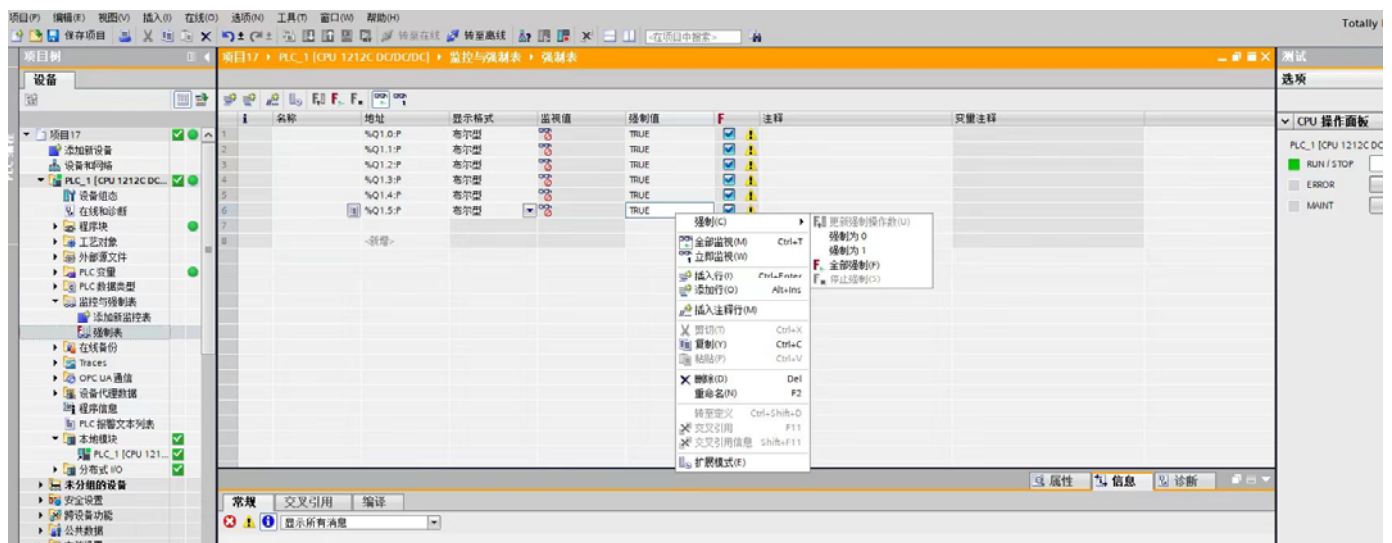 项目(P) 编辑(E) 视图(V) 插入(I) 在线(O) 选项(N) 工具(T) 窗口(W) 帮助(H)
保存项目 转至在线 转至离线 <在项目中搜索>
Totally
项目树
设备
项目17
添加新设备
设备和网络
PLC_1 [CPU 1212C DC...
设备组态
在线和诊断
程序块
工艺对象
外部源文件
PLC 变量
PLC 数据类型
监控与强制表
添加新监控表
强制表
在线备份
Traces
OPC UA 通信
设备代理数据
程序信息
PLC 报警文本列表
本地模块
PLC_1 [CPU 121...
分布式 I/O
未分组的设备
安全设置
跨设备功能
公共数据
项目17 PLC_1 [CPU 1212C DC/DC/DC] 监控与强制表 强制表
i 名称 地址 显示格式 监视值 强制值 F 注释 变量注释
1 %Q1.0:P 布尔型 TRUE
2 %Q1.1:P 布尔型 TRUE
3 %Q1.2:P 布尔型 TRUE
4 %Q1.3:P 布尔型 TRUE
5 %Q1.4:P 布尔型 TRUE
6 %Q1.5:P 布尔型 TRUE
7
8 <新增>
强制(C)
全部监视(M) Ctrl+T
立即监视(W)
插入行(I) Ctrl+Enter
添加行(O) Alt+Ins
插入注释行(M)
剪切(T) Ctrl+X
复制(Y) Ctrl+C
粘贴(P) Ctrl+V
删除(D) Del
重命名(N) F2
转至定义 Ctrl+Shift+D
交叉引用 F11
交叉引用信息 Shift+F11
扩展模式(E)
更新强制操作数(U)
强制为 0
强制为 1
全部强制(F)
停止强制(S)
属性 信息 诊断
常规 交叉引用 编译
显示所有消息
测试
选项
CPU 操作面板
PLC_1 [CPU 1212C DC
RUN / STOP
ERROR
MAINT